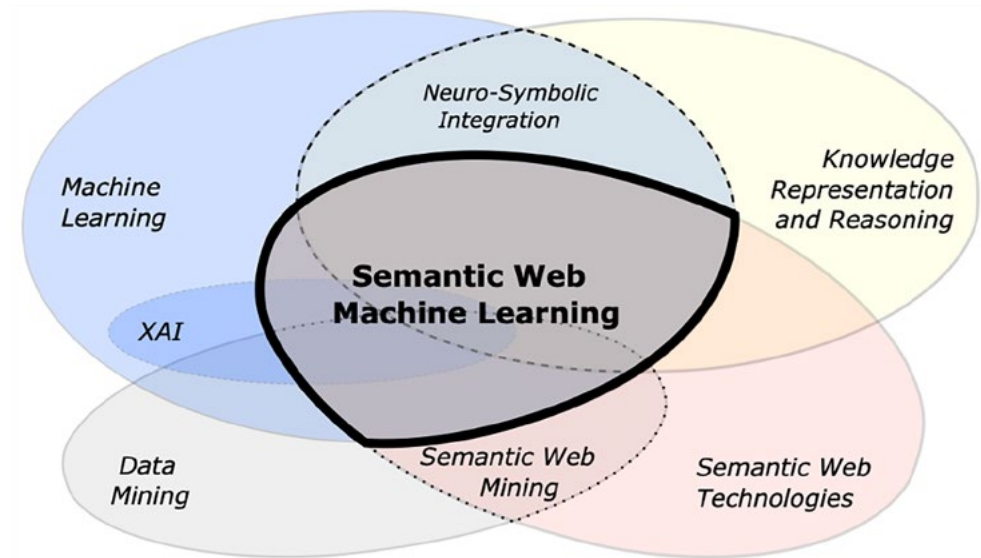 Neuro-Symbolic
Integration
Machine
Learning
Knowledge
Representation
and Reasoning
Semantic Web
Machine Learning
XAI
Data
Mining
Semantic Web
Mining
Semantic Web
Technologies